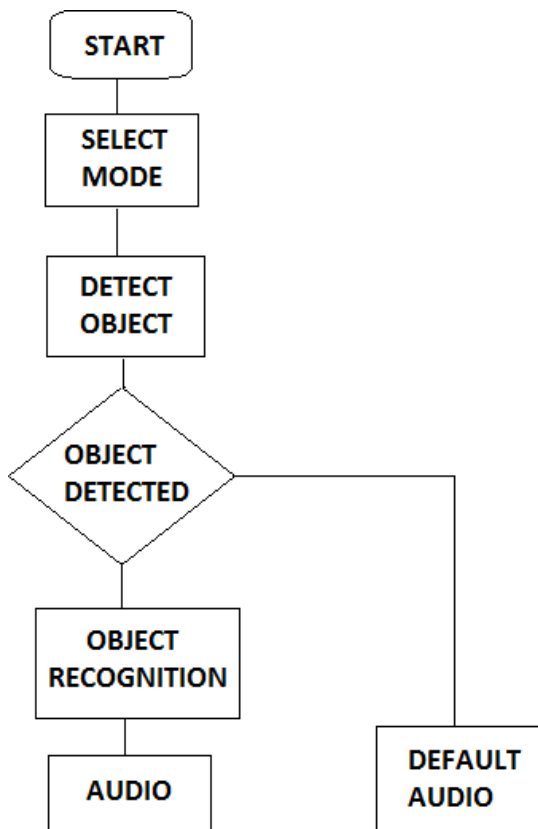 START
SELECT
MODE
DETECT
OBJECT
OBJECT
DETECTED
OBJECT
RECOGNITION
AUDIO
DEFAULT
AUDIO